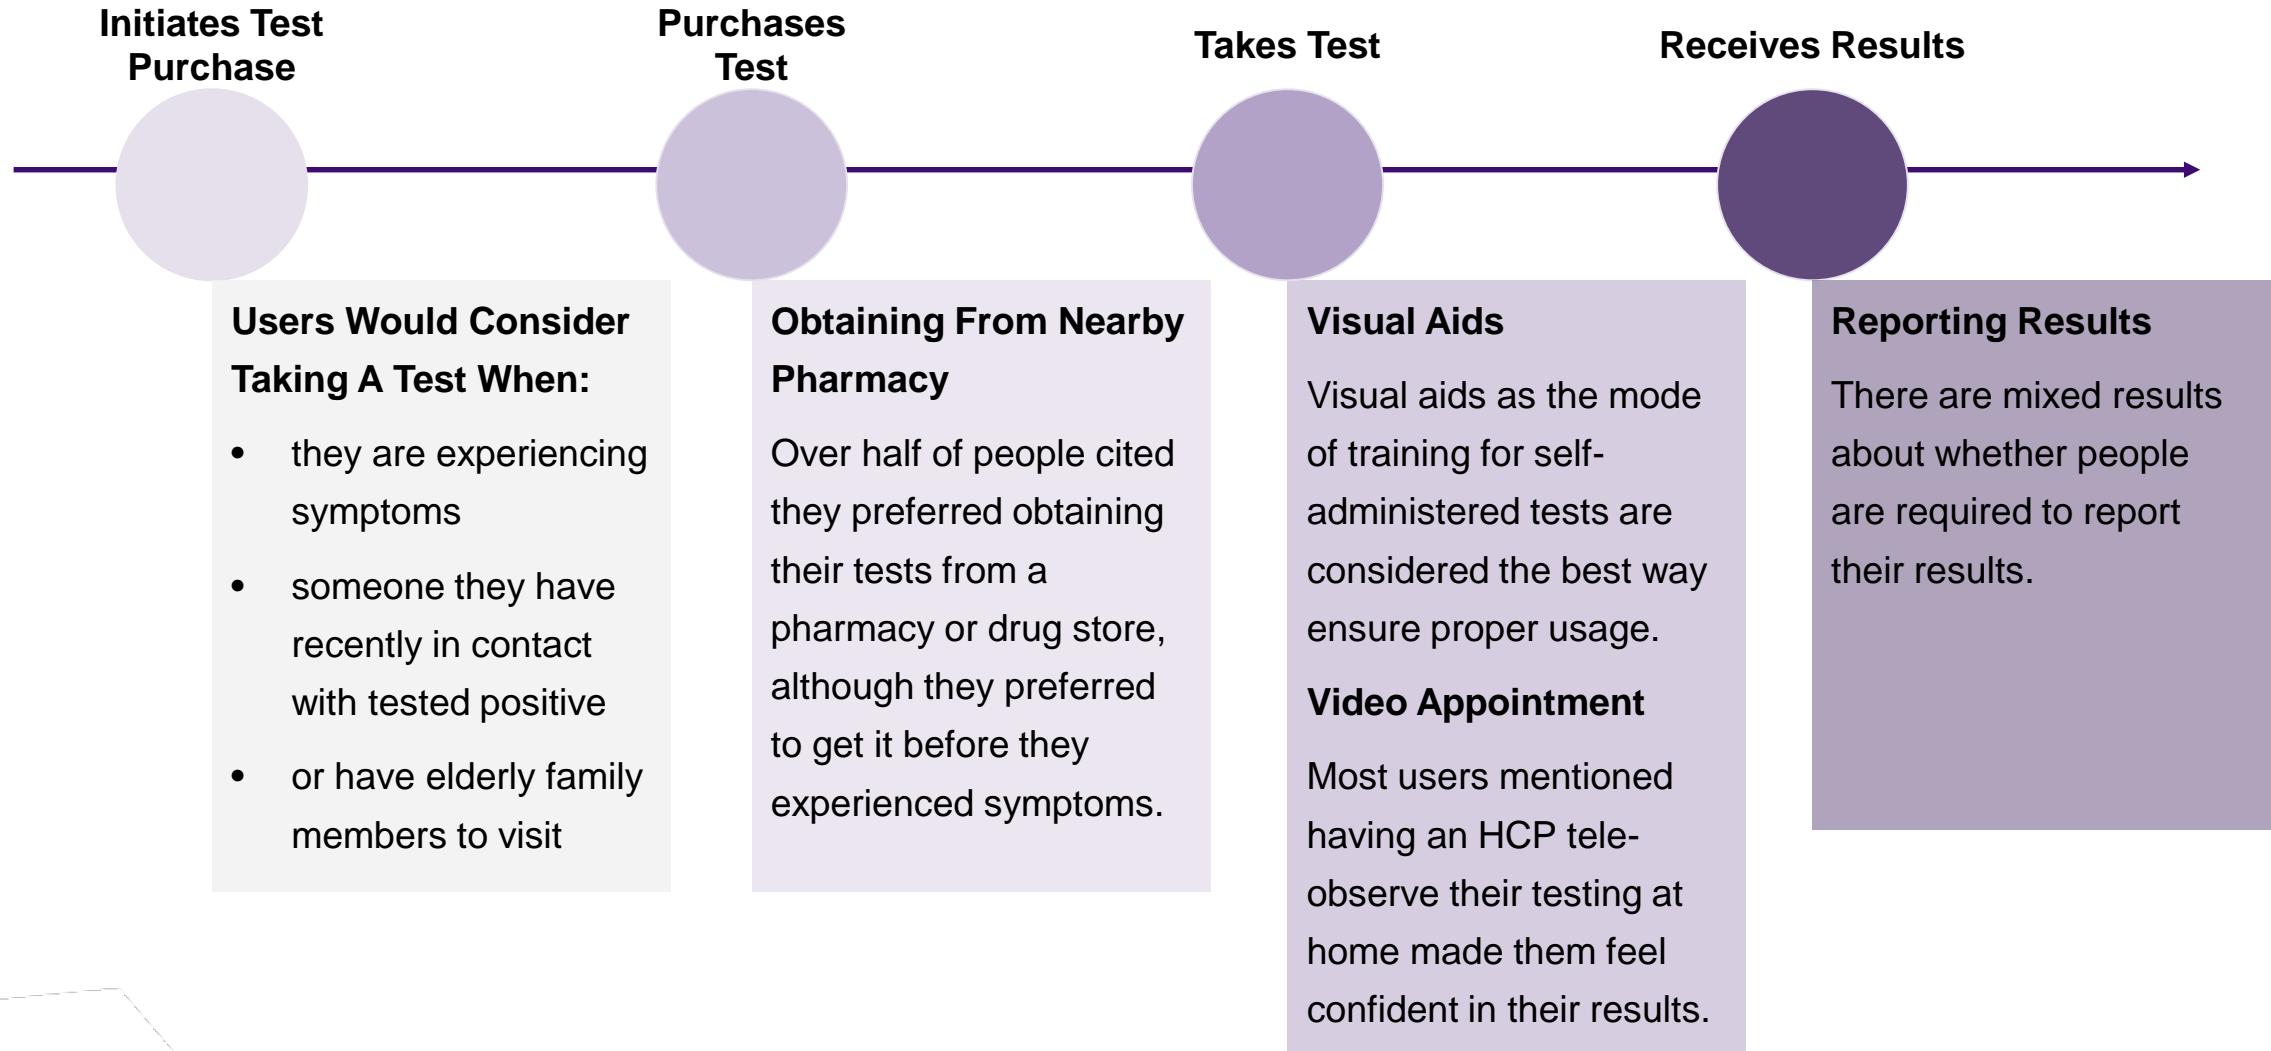 Initiates Test
Purchase
Purchases
Test
Takes Test
Receives Results
Users Would Consider
Taking A Test When:
• they are experiencing
symptoms
• someone they have
recently in contact
with tested positive
• or have elderly family
members to visit
Obtaining From Nearby
Pharmacy
Over half of people cited
they preferred obtaining
their tests from a
pharmacy or drug store,
although they preferred
to get it before they
experienced symptoms.
Visual Aids
Visual aids as the mode
of training for self-
administered tests are
considered the best way
ensure proper usage.
Video Appointment
Most users mentioned
having an HCP tele-
observe their testing at
home made them feel
confident in their results.
Reporting Results
There are mixed results
about whether people
are required to report
their results.